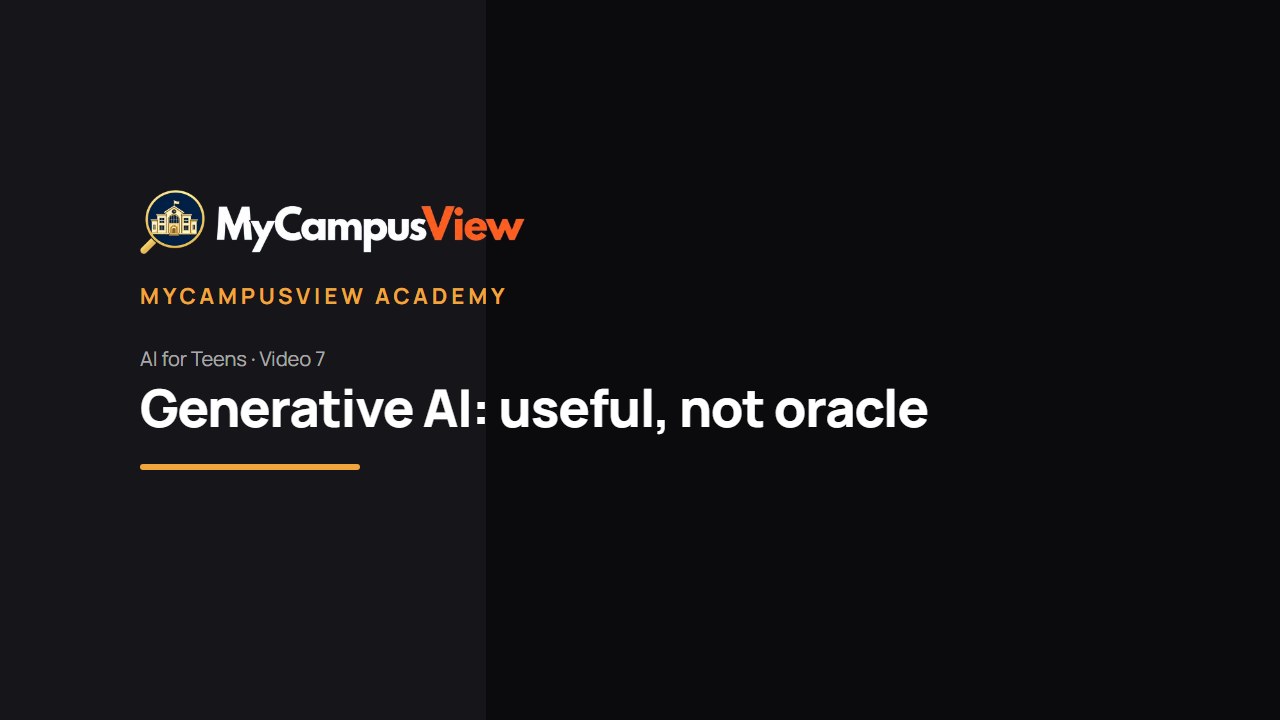 MyCampusView
MYCAMPUSVIEW ACADEMY
AI for Teens · Video 7
Generative AI: useful, not oracle